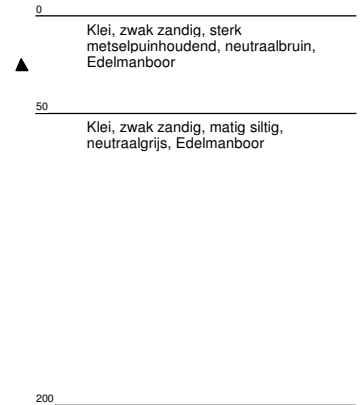 0
Klei, zwak zandig, sterk
metselpuinhoudend, neutraalbruin,
Edelmanboor
50
Klei, zwak zandig, matig siltig,
neutraalgrijs, Edelmanboor
200